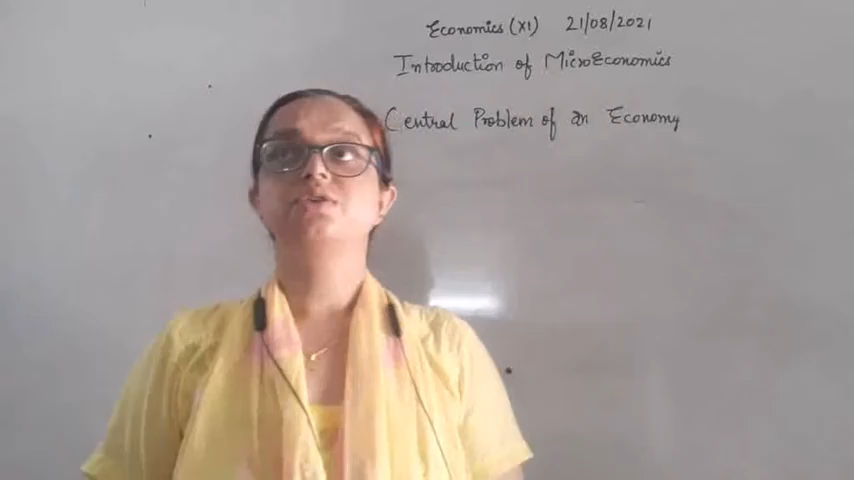 Economics (XI) 21/08/2021
Introduction of MicroEconomics
Central Problem of an Economy